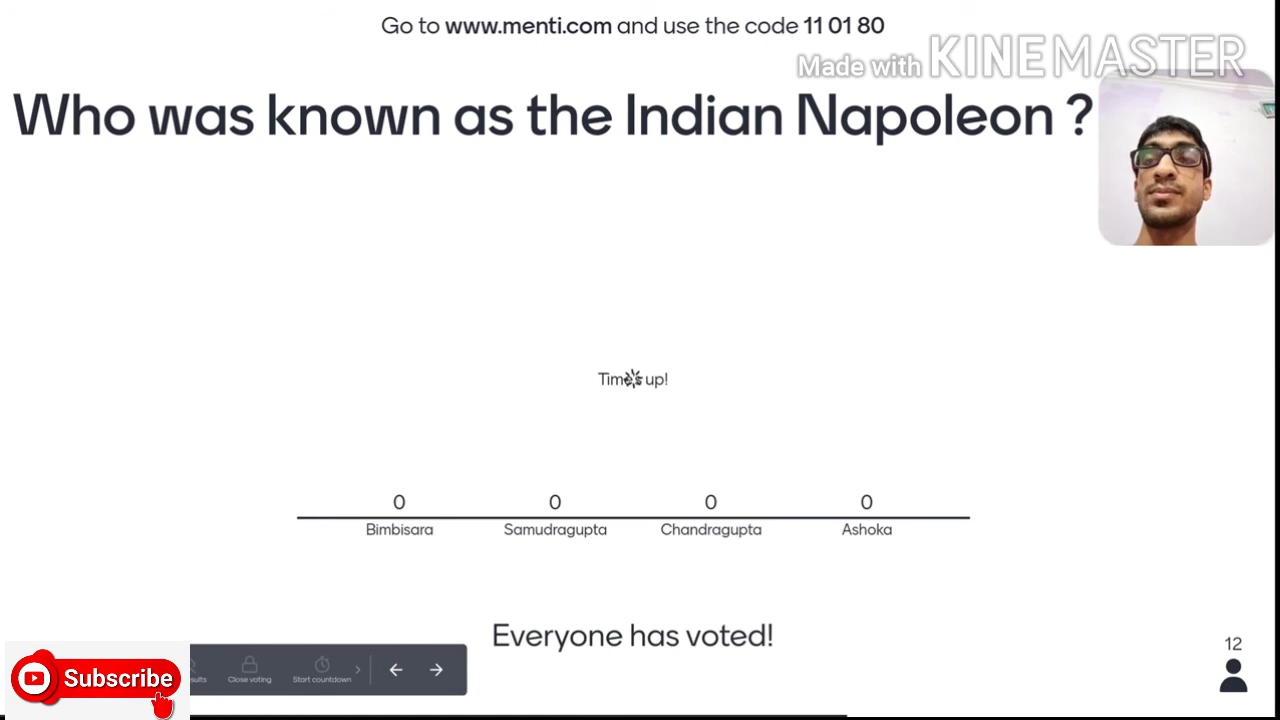 Go to www.menti.com and use the code 11 01 80
Made with KINEMASTER
Who was known as the Indian Napoleon ?
Time's up!
0 0 0 0
Bimbisara Samudragupta Chandragupta Ashoka
Everyone has voted!
12
Close voting Start countdown
Subscribe